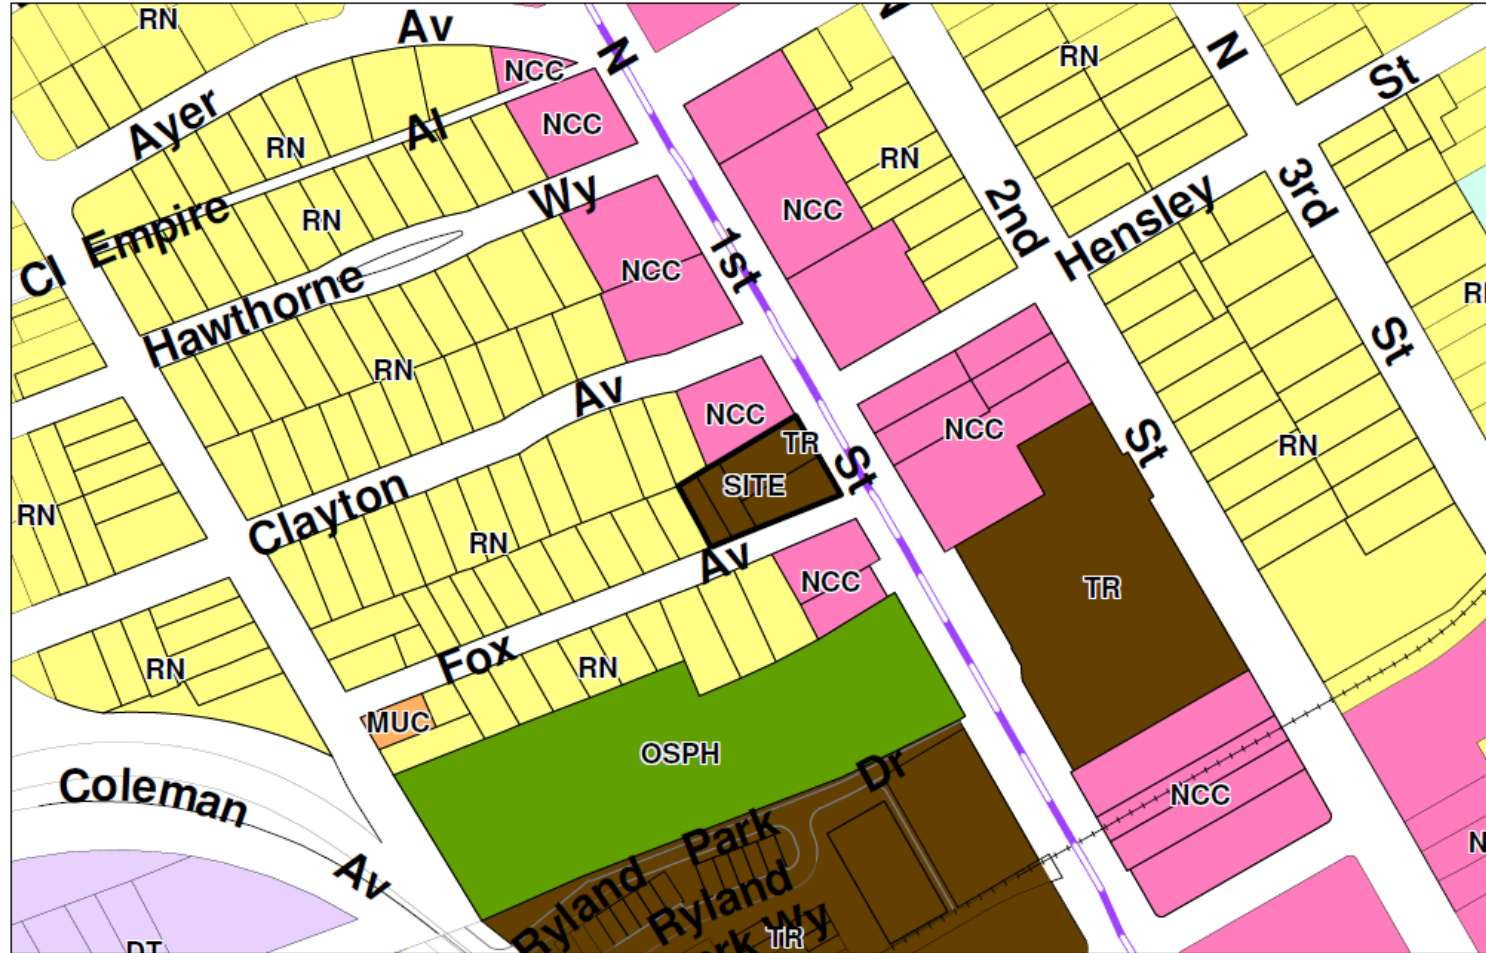 RN
Av
N
N
NCC
RN
N
St
Ayer
NCC
RN
Al
RN
NCC
2nd
3rd
Hensley
Empire
RN
Wy
Cl
Hawthorne
NCC
1st
St
RN
Av
NCC
TR
NCC
St
RN
SITE
St
RN
Clayton
RN
Av
NCC
TR
Fox
RN
RN
MUC
OSPH
Dr
Coleman
NCC
Park
Av
Ryland
Ryland
Wy
TR
DT